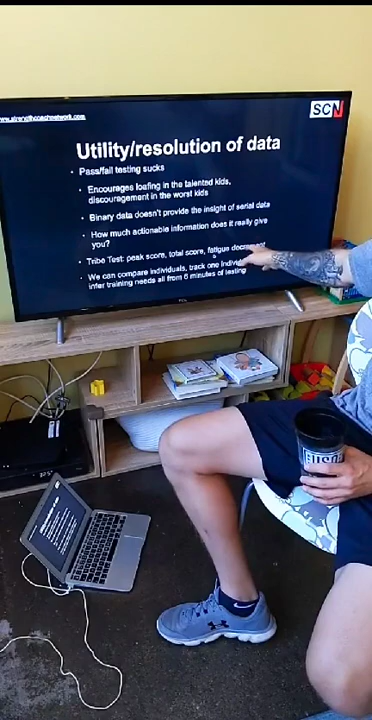 www.strengthcoachnetwork.com
SCN
Utility/resolution of data
• Pass/fail testing sucks
• Encourages loafing in the talented kids,
discouragement in the worst kids
• Binary data doesn't provide the insight of serial data
• How much actionable information does it really give
you?
• Tribe Test: peak score, total score, fatigue decrement
• We can compare individuals, track one
infer training needs all from 6 minutes of testing
TCL